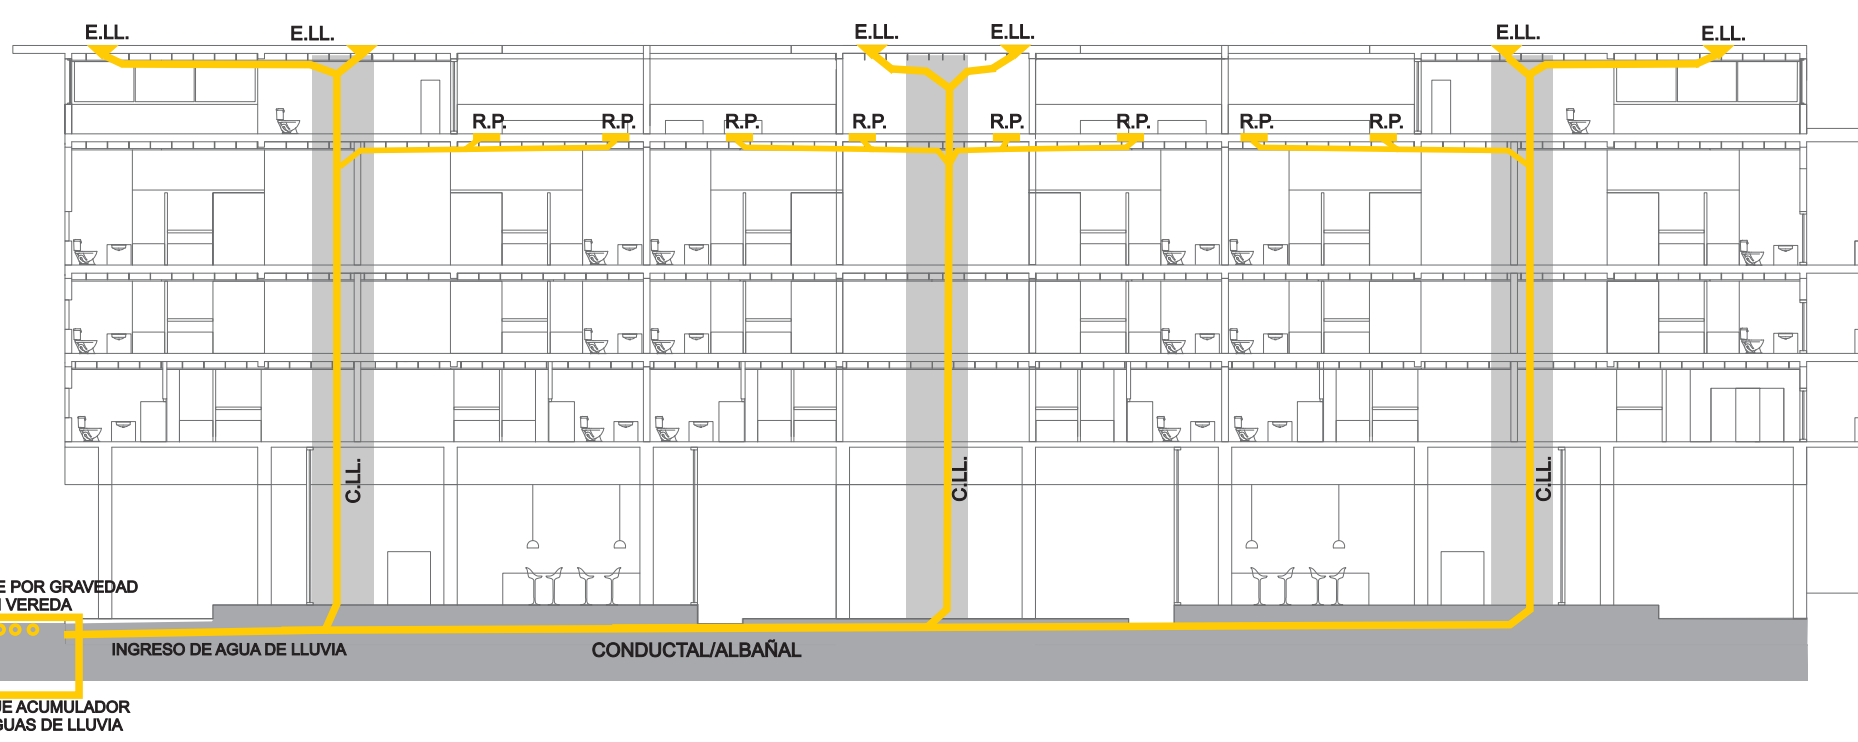 E.LL.
E.LL.
E.LL.
E.LL.
E.LL.
E.LL.
R.P.
R.P.
R.P.
R.P.
R.P.
R.P.
R.P.
R.P.
C.LL.
C.LL.
C.LL.
POR GRAVEDAD
VEREDA
INGRESO DE AGUA DE LLUVIA
CONDUCTAL/ALBAÑAL
ACUMULADOR
DE LLUVIA